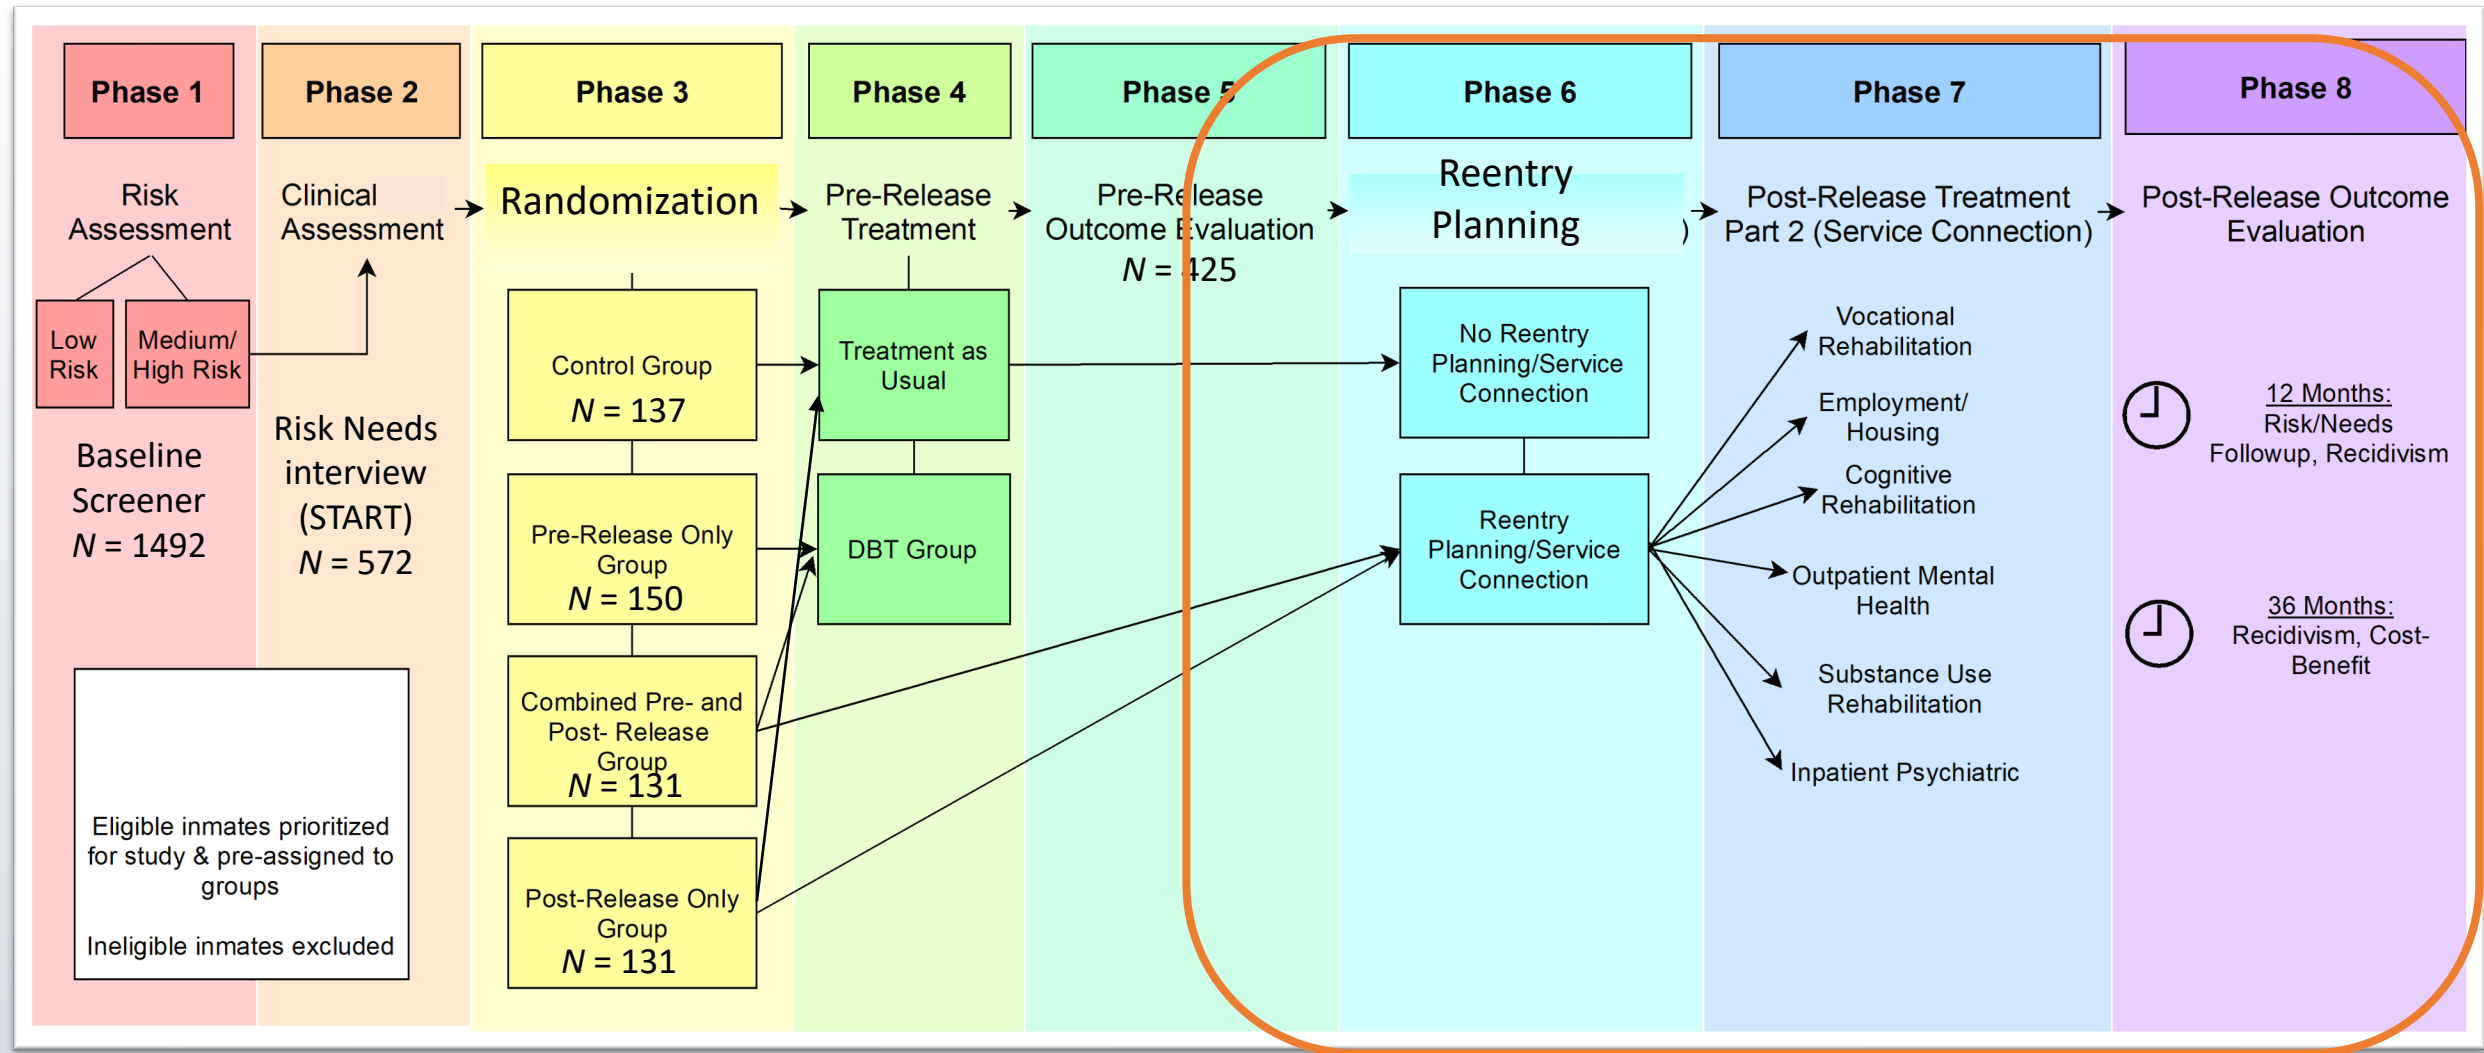 Phase 1
Risk
Assessment
Low
Risk
Medium/
High Risk
Baseline
Screener
N = 1492
Phase 2
Clinical
Assessment
Risk Needs
interview
(START)
N = 572
Eligible inmates prioritized
for study & pre-assigned to
groups
Ineligible inmates excluded
Phase 3
Randomization
Control Group
N = 137
Pre-Release Only
Group
N = 150
Combined Pre- and
Post- Release
Group
N = 131
Post-Release Only
Group
N = 131
Phase 4
Pre-Release
Treatment
Treatment as
Usual
DBT Group
Phase 5
Pre-Release
Outcome Evaluation
N = 425
Phase 6
Reentry
Planning
)
No Reentry
Planning/Service
Connection
Reentry
Planning/Service
Connection
Phase 7
Post-Release Treatment
Part 2 (Service Connection)
Vocational
Rehabilitation
Employment/
Housing
Cognitive
Rehabilitation
Outpatient Mental
Health
Substance Use
Rehabilitation
Inpatient Psychiatric
Phase 8
Post-Release Outcome
Evaluation
12 Months:
Risk/Needs
Followup, Recidivism
36 Months:
Recidivism, Cost-
Benefit